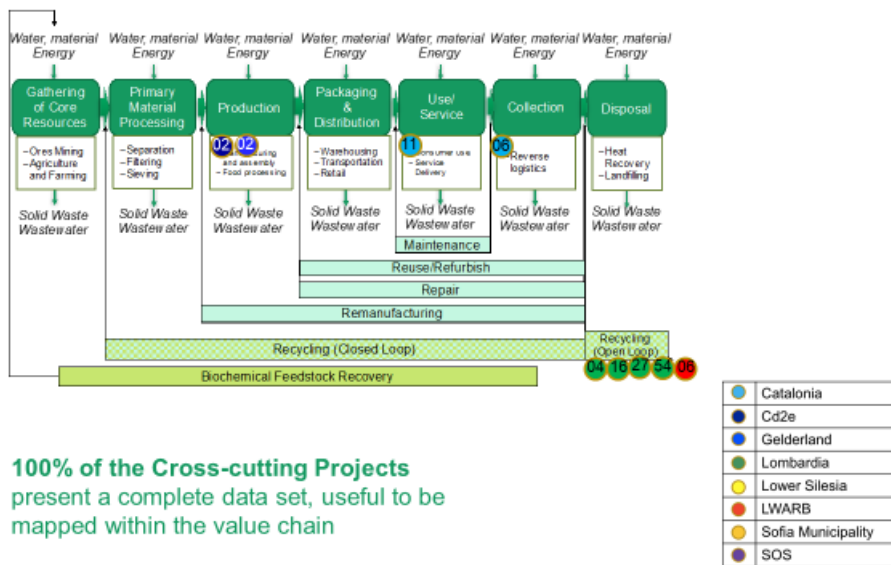 Water, material Water, material Water, material Water, material Water, material Water, material Water, material
Energy Energy Energy Energy Energy Energy Energy
Gathering
of Core
Resources
Primary
Material
Processing
Production
Packaging
&
Distribution
Use/
Service
Collection
Disposal
–Ores Mining
–Agriculture
and Farming
–Separation
–Filtering
–Sieving
02 02
and assembly
– Food processing
–Warehousing
–Transportation
–Retail
11
– Service
Delivery
06
–Reverse
logistics
–Heat
Recovery
–Landfilling
Solid Waste Solid Waste Solid Waste Solid Waste Solid Waste Solid Waste Solid Waste
Wastewater Wastewater Wastewater Wastewater Wastewater Wastewater Wastewater
Maintenance
Reuse/Refurbish
Repair
Remanufacturing
Recycling (Closed Loop)
Recycling
(Open Loop)
04 16 27 54 06
Biochemical Feedstock Recovery
100% of the Cross-cutting Projects
present a complete data set, useful to be
mapped within the value chain
Catalonia
Cd2e
Gelderland
Lombardia
Lower Silesia
LWARB
Sofia Municipality
SOS